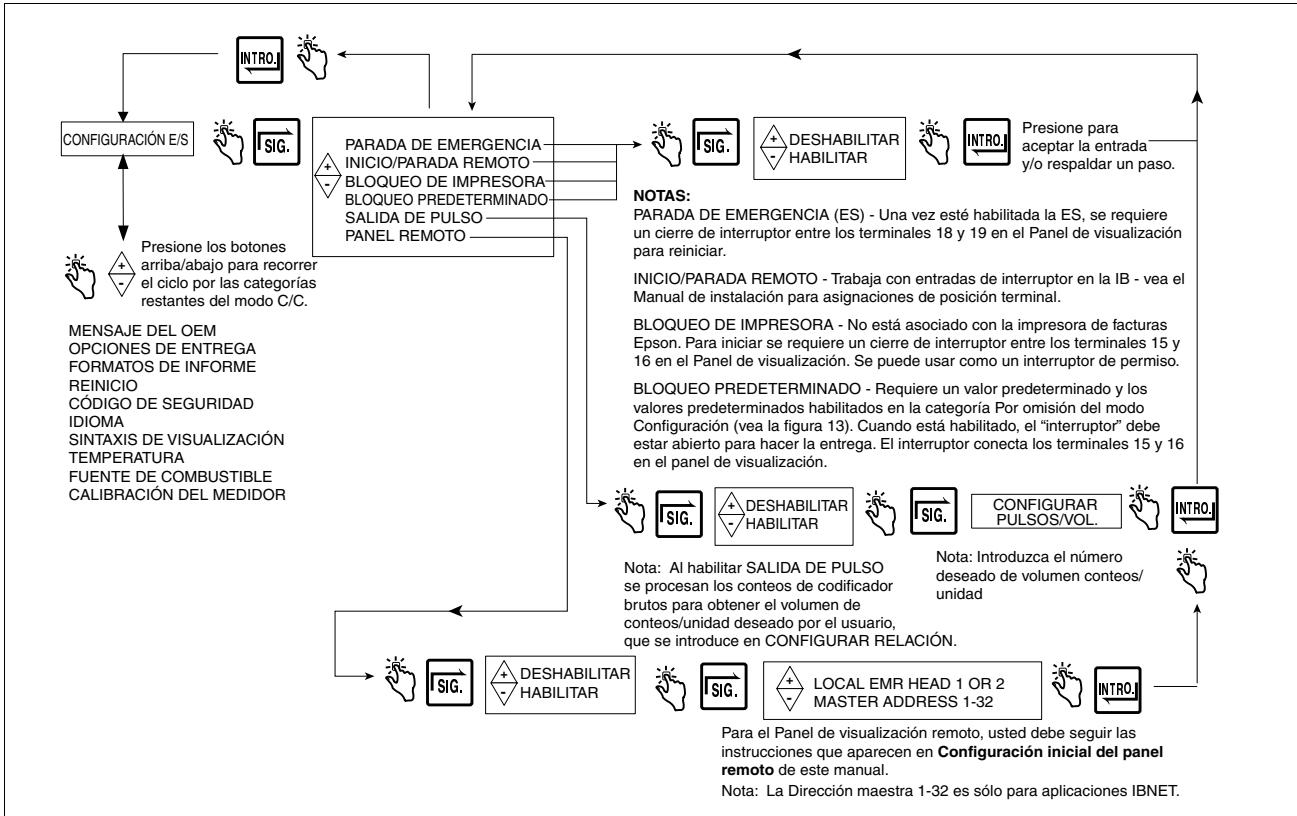 INTRO.
CONFIGURACIÓN E/S
SIG.
PARADA DE EMERGENCIA
INICIO/PARADA REMOTO
BLOQUEO DE IMPRESORA
BLOQUEO PREDETERMINADO
SALIDA DE PULSO
PANEL REMOTO
+
-
SIG.
+
-
DESHABILITAR
HABILITAR
INTRO.
Presione para
aceptar la entrada
y/o respaldar un paso.
+
-
Presione los botones
arriba/abajo para recorrer
el ciclo por las categorías
restantes del modo C/C.
MENSAJE DEL OEM
OPCIONES DE ENTREGA
FORMATOS DE INFORME
REINICIO
CÓDIGO DE SEGURIDAD
IDIOMA
SINTAXIS DE VISUALIZACIÓN
TEMPERATURA
FUENTE DE COMBUSTIBLE
CALIBRACIÓN DEL MEDIDOR
NOTAS:
PARADA DE EMERGENCIA (ES) - Una vez esté habilitada la ES, se requiere
un cierre de interruptor entre los terminales 18 y 19 en el Panel de visualización
para reiniciar.
INICIO/PARADA REMOTO - Trabaja con entradas de interruptor en la IB - vea el
Manual de instalación para asignaciones de posición terminal.
BLOQUEO DE IMPRESORA - No está asociado con la impresora de facturas
Epson. Para iniciar se requiere un cierre de interruptor entre los terminales 15 y
16 en el Panel de visualización. Se puede usar como un interruptor de permiso.
BLOQUEO PREDETERMINADO - Requiere un valor predeterminado y los
valores predeterminados habilitados en la categoría Por omisión del modo
Configuración (vea la figura 13). Cuando está habilitado, el “interruptor” debe
estar abierto para hacer la entrega. El interruptor conecta los terminales 15 y 16
en el panel de visualización.
SIG.
+
-
DESHABILITAR
HABILITAR
SIG.
CONFIGURAR
PULSOS/VOL.
INTRO.
Nota: Al habilitar SALIDA DE PULSO
se procesan los conteos de codificador
brutos para obtener el volumen de
conteos/unidad deseado por el usuario,
que se introduce en CONFIGURAR RELACIÓN.
Nota: Introduzca el número
deseado de volumen conteos/
unidad
SIG.
+
-
DESHABILITAR
HABILITAR
SIG.
+
-
LOCAL EMR HEAD 1 OR 2
MASTER ADDRESS 1-32
INTRO.
Para el Panel de visualización remoto, usted debe seguir las
instrucciones que aparecen en Configuración inicial del panel
remoto de este manual.
Nota: La Dirección maestra 1-32 es sólo para aplicaciones IBNET.